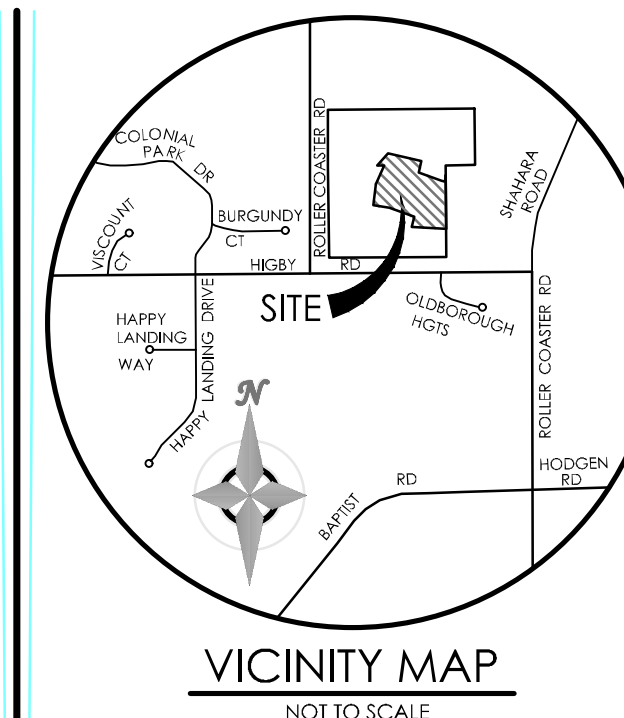 COLONIAL
PARK DR
VISCOUNT
CT
BURGUNDY
CT
ROLLER COASTER RD
SHAHARA
ROAD
HIGBY RD
SITE
OLDBOROUGH
HGTS
HAPPY
LANDING
WAY
HAPPY LANDING DRIVE
ROLLER COASTER RD
N
BAPTIST RD
HODGEN
RD
VICINITY MAP
NOT TO SCALE